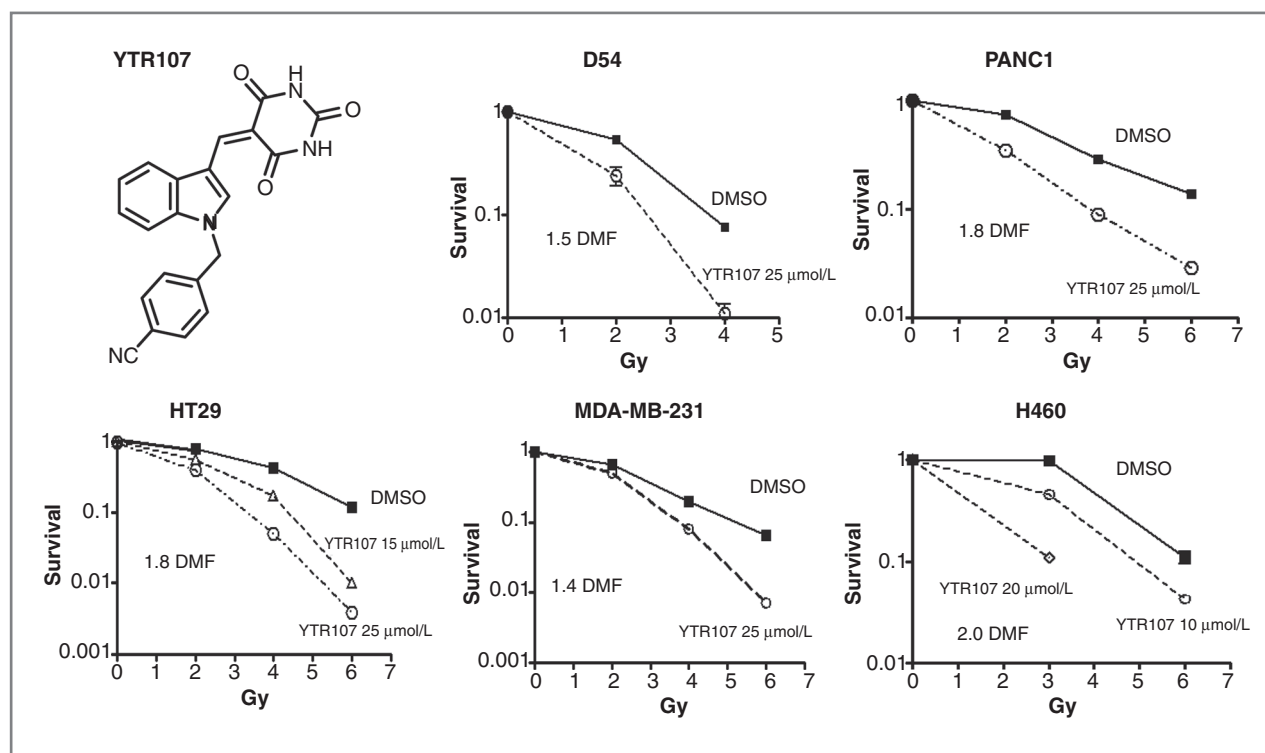 YTR107
O
H
N
O
NH
O
N
NC
D54
Survival
1
0.1
0.01
DMSO
1.5 DMF
YTR107 25 μmol/L
0 1 2 3 4 5
Gy
PANC1
Survival
1
0.1
0.01
DMSO
1.8 DMF
YTR107 25 μmol/L
0 1 2 3 4 5 6 7
Gy
HT29
Survival
1
0.1
0.01
0.001
DMSO
YTR107 15 μmol/L
1.8 DMF
YTR107 25 μmol/L
0 1 2 3 4 5 6 7
Gy
MDA-MB-231
Survival
1
0.1
0.01
0.001
DMSO
1.4 DMF
YTR107 25 μmol/L
0 1 2 3 4 5 6 7
Gy
H460
Survival
1
0.1
0.01
DMSO
YTR107 20 μmol/L
YTR107 10 μmol/L
2.0 DMF
0 1 2 3 4 5 6 7
Gy